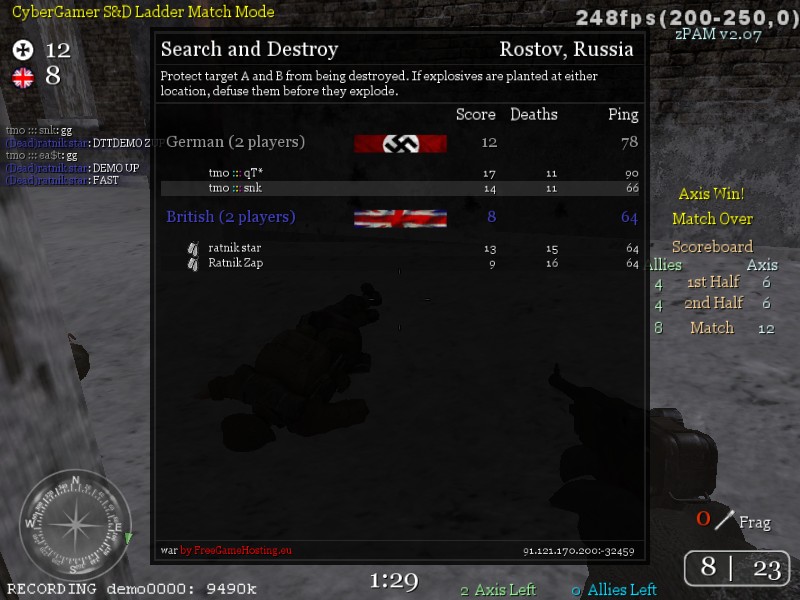 CyberGamer S&D Ladder Match Mode
248fps(200-250,0)
zPAM v2.07
12
8
Search and Destroy Rostov, Russia
Protect target A and B from being destroyed. If explosives are planted at either
location, defuse them before they explode.
Score Deaths Ping
German (2 players) 12 78
tmo ::: qT* 17 11 90
tmo ::: snk 14 11 66
British (2 players) 8 64
ratnik star 13 15 64
Ratnik Zap 9 16 64
tmo ::: snk: gg
(Dead)ratnik star: DTTDEMO ZUP
tmo ::: ea$t: gg
(Dead)ratnik star: DEMO UP
(Dead)ratnik star: FAST
Axis Win!
Match Over
Scoreboard
Allies Axis
4 1st Half 6
4 2nd Half 6
8 Match 12
N
W E
S
0 Frag
8 | 23
war by FreeGameHosting.eu 91.121.170.200:-32459
RECORDING demo0000: 9490k
1:29
2 Axis Left
0 Allies Left